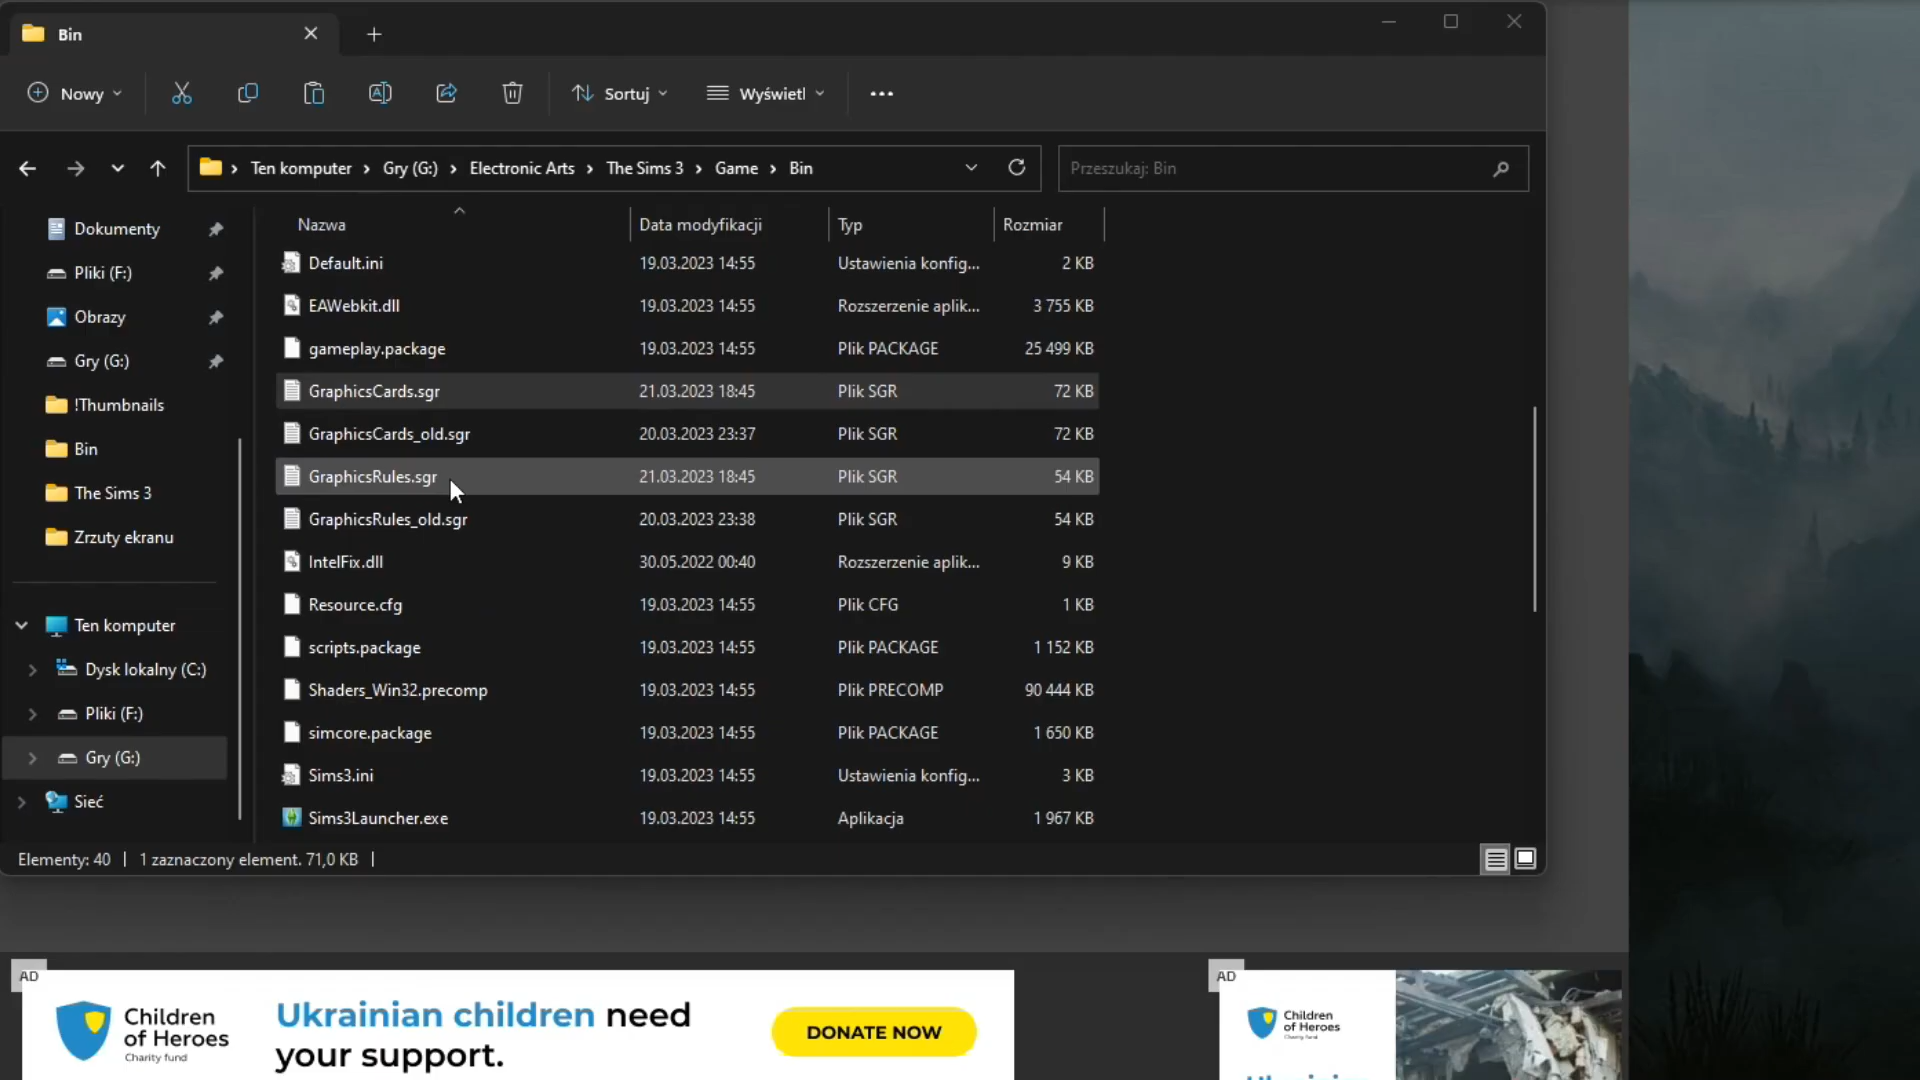 Bin
Nowy
Sortuj
Wyświetl
Ten komputer
Gry (G:)
Electronic Arts
The Sims 3
Game
Bin
Przeszukaj: Bin
Dokumenty
Pliki (F:)
Obrazy
Gry (G:)
!Thumbnails
Bin
The Sims 3
Zrzuty ekranu
Ten komputer
Dysk lokalny (C:)
Pliki (F:)
Gry (G:)
Sieć
Nazwa Data modyfikacji Typ Rozmiar
Default.ini 19.03.2023 14:55 Ustawienia konfig... 2 KB
EAWebkit.dll 19.03.2023 14:55 Rozszerzenie aplik... 3 755 KB
gameplay.package 19.03.2023 14:55 Plik PACKAGE 25 499 KB
GraphicsCards.sgr 21.03.2023 18:45 Plik SGR 72 KB
GraphicsCards_old.sgr 20.03.2023 23:37 Plik SGR 72 KB
GraphicsRules.sgr 21.03.2023 18:45 Plik SGR 54 KB
GraphicsRules_old.sgr 20.03.2023 23:38 Plik SGR 54 KB
IntelFix.dll 30.05.2022 00:40 Rozszerzenie aplik... 9 KB
Resource.cfg 19.03.2023 14:55 Plik CFG 1 KB
scripts.package 19.03.2023 14:55 Plik PACKAGE 1 152 KB
Shaders_Win32.precomp 19.03.2023 14:55 Plik PRECOMP 90 444 KB
simcore.package 19.03.2023 14:55 Plik PACKAGE 1 650 KB
Sims3.ini 19.03.2023 14:55 Ustawienia konfig... 3 KB
Sims3Launcher.exe 19.03.2023 14:55 Aplikacja 1 967 KB
Elementy: 40 | 1 zaznaczony element. 71,0 KB |
AD
Children
of Heroes
Charity fund
Ukrainian children need
your support.
DONATE NOW
AD
Children
of Heroes